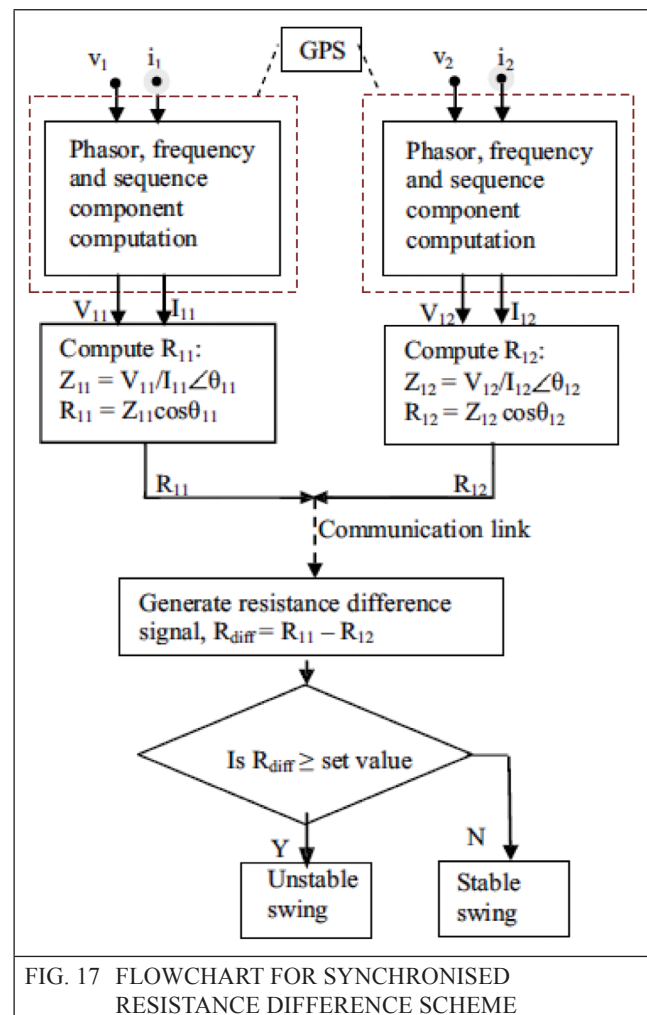 GPS
v₁ i₁
v₂ i₂
Phasor, frequency
and sequence
component
computation
Phasor, frequency
and sequence
component
computation
V₁₁ I₁₁
V₁₂ I₁₂
Compute R₁₁:
Z₁₁ = V₁₁/I₁₁∠θ₁₁
R₁₁ = Z₁₁cosθ₁₁
Compute R₁₂:
Z₁₂ = V₁₂/I₁₂∠θ₁₂
R₁₂ = Z₁₂ cosθ₁₂
R₁₁
R₁₂
Communication link
Generate resistance difference
signal, R_diff = R₁₁ – R₁₂
Is R_diff ≥ set value
Y
N
Unstable
swing
Stable
swing
FIG. 17 FLOWCHART FOR SYNCHRONISED
RESISTANCE DIFFERENCE SCHEME